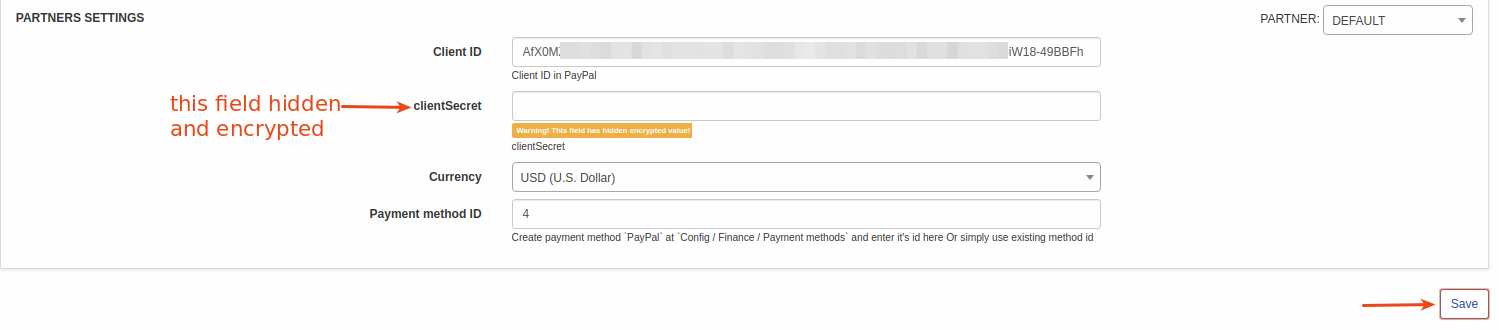 PARTNERS SETTINGS
PARTNER: DEFAULT
Client ID AfX0M iW18-49BBFh
Client ID in PayPal
this field hidden
and encrypted
clientSecret
Warning! This field has hidden encrypted value!
clientSecret
Currency USD (U.S. Dollar)
Payment method ID 4
Create payment method `PayPal` at `Config / Finance / Payment methods` and enter it's id here Or simply use existing method id
Save